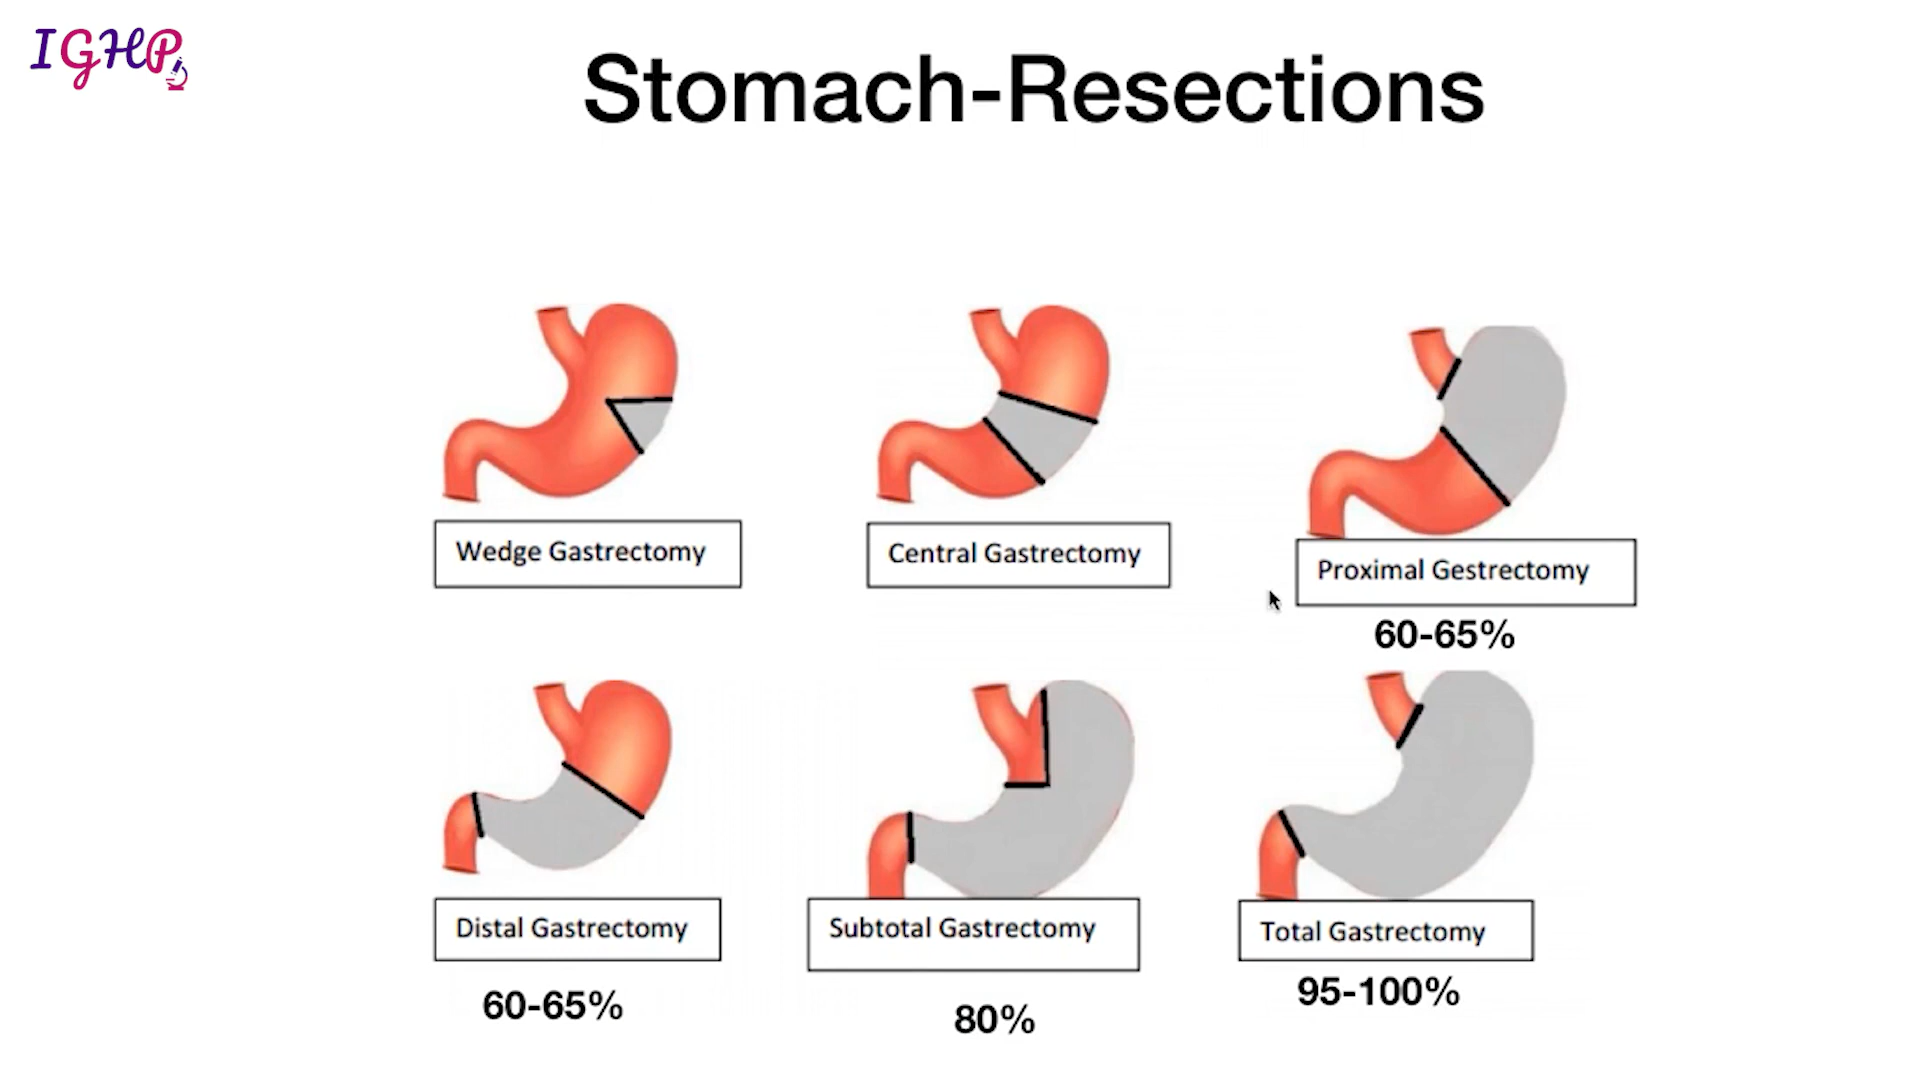 IGHP
Stomach-Resections
Wedge Gastrectomy
Central Gastrectomy
Proximal Gestrectomy
60-65%
Distal Gastrectomy
Subtotal Gastrectomy
Total Gastrectomy
60-65%
80%
95-100%